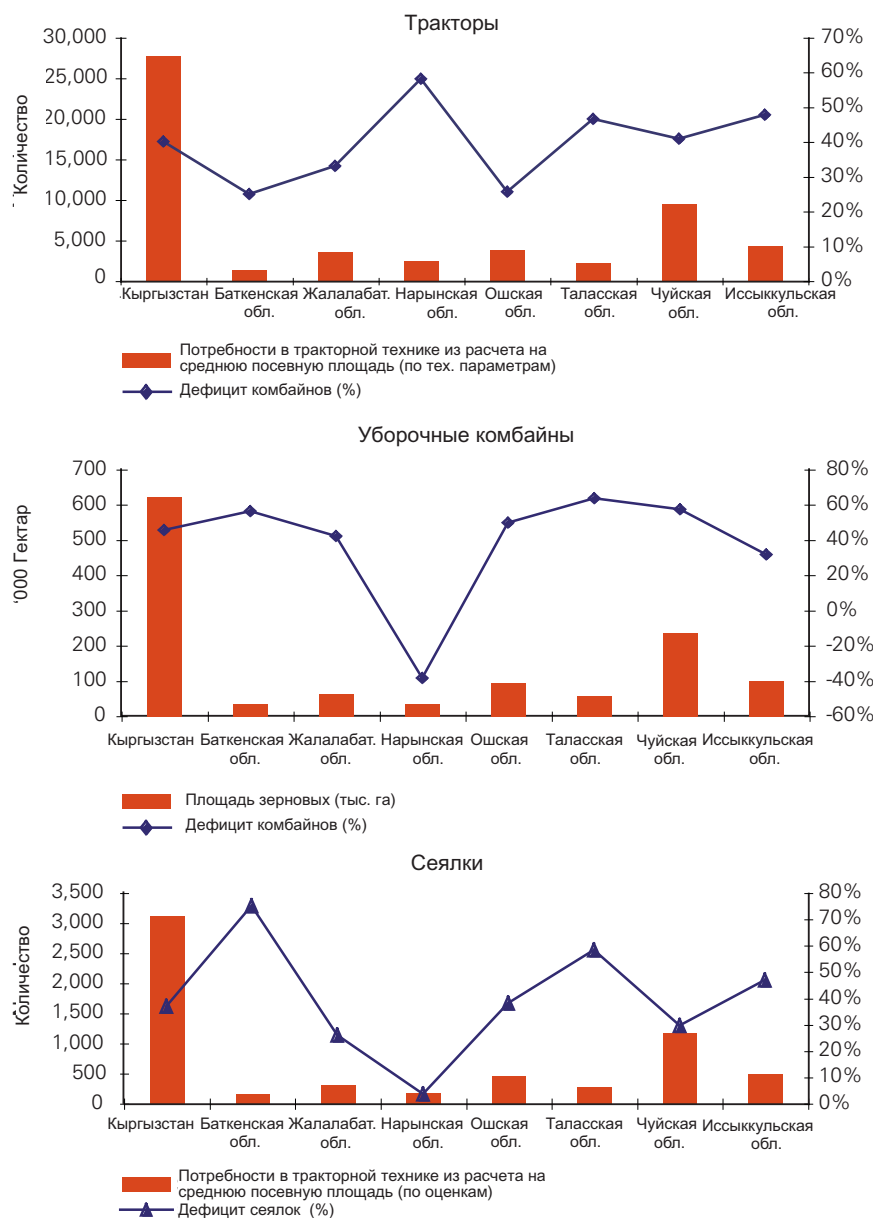 Тракторы
30,000
25,000
20,000
15,000
10,000
5,000
0
Количество
70%
60%
50%
40%
30%
20%
10%
0%
Кыргызстан Баткенская обл. Жалалабат. обл. Нарынская обл. Ошская обл. Таласская обл. Чуйская обл. Иссыккульская обл.
Потребности в тракторной технике из расчета на
среднюю посевную площадь (по тех. параметрам)
Дефицит комбайнов (%)
Уборочные комбайны
700
600
500
400
300
200
100
0
'000 Гектар
80%
60%
40%
20%
0%
-20%
-40%
-60%
Кыргызстан Баткенская обл. Жалалабат. обл. Нарынская обл. Ошская обл. Таласская обл. Чуйская обл. Иссыккульская обл.
Площадь зерновых (тыс. га)
Дефицит комбайнов (%)
Сеялки
3,500
3,000
2,500
2,000
1,500
1,000
500
0
Количество
80%
70%
60%
50%
40%
30%
20%
10%
0%
Кыргызстан Баткенская обл. Жалалабат. обл. Нарынская обл. Ошская обл. Таласская обл. Чуйская обл. Иссыккульская обл.
Потребности в тракторной технике из расчета на
среднюю посевную площадь (по оценкам)
Дефицит сеялок (%)